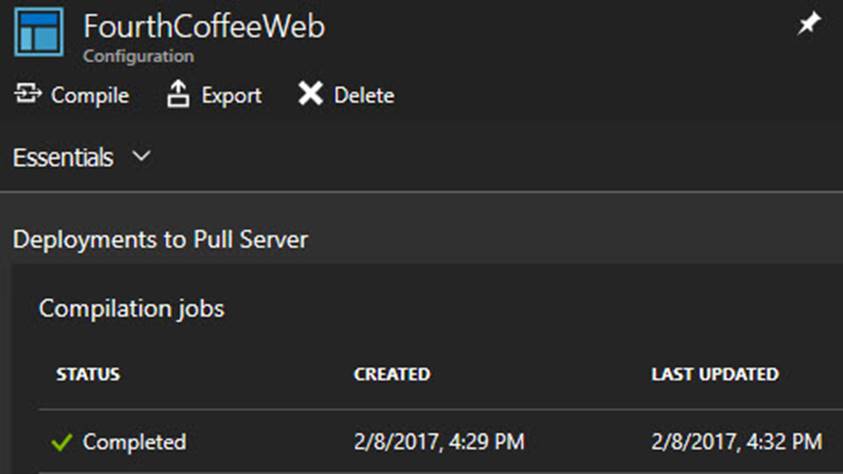 FourthCoffeeWeb
Configuration
Compile Export Delete
Essentials
Deployments to Pull Server
Compilation jobs
STATUS CREATED LAST UPDATED
Completed 2/8/2017, 4:29 PM 2/8/2017, 4:32 PM